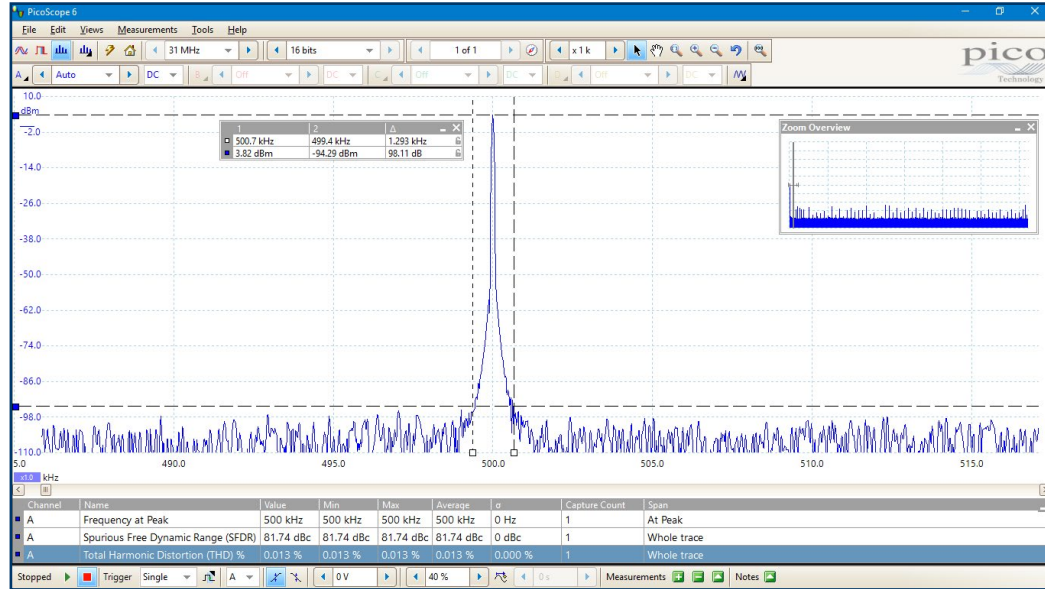 PicoScope 6
File Edit Views Measurements Tools Help
31 MHz 16 bits 1 of 1 x 1 k
pico
Technology
A Auto DC B Off DC C Off DC D Off DC
10.0
dBm
-2.0
-14.0
-26.0
-38.0
-50.0
-62.0
-74.0
-86.0
-98.0
-110.0
1 2 Δ
500.7 kHz 499.4 kHz 1.293 kHz
3.82 dBm -94.29 dBm 98.11 dB
Zoom Overview
5.0 490.0 495.0 500.0 505.0 510.0 515.0
x1.0 kHz
Channel Name Value Min Max Average σ Capture Count Span
A Frequency at Peak 500 kHz 500 kHz 500 kHz 500 kHz 0 Hz 1 At Peak
A Spurious Free Dynamic Range (SFDR) 81.74 dBc 81.74 dBc 81.74 dBc 81.74 dBc 0 dBc 1 Whole trace
A Total Harmonic Distortion (THD) % 0.013 % 0.013 % 0.013 % 0.013 % 0.000 % 1 Whole trace
Stopped Trigger Single A 0 V 40 % 0 s Measurements Notes